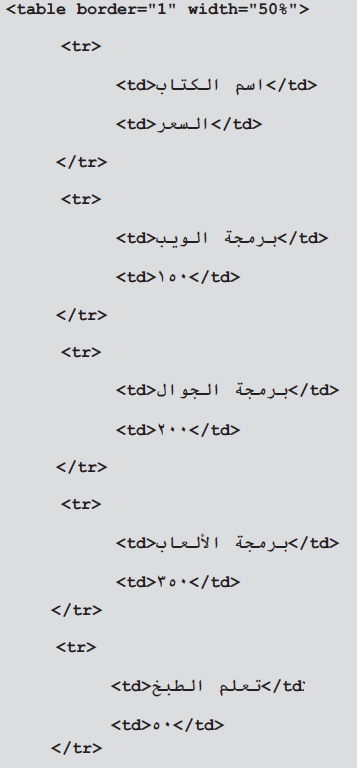 <table border="1" width="50%">
<tr>
<td>اسم الكتاب</td>
<td>السعر</td>
</tr>
<tr>
<td>برمجة الويب</td>
<td>١٥٠</td>
</tr>
<tr>
<td>برمجة الجوال</td>
<td>٢٠٠</td>
</tr>
<tr>
<td>برمجة الألعاب</td>
<td>٣٥٠</td>
</tr>
<tr>
<td>تعلم الطبخ</td
<td>٥٠</td>
</tr>